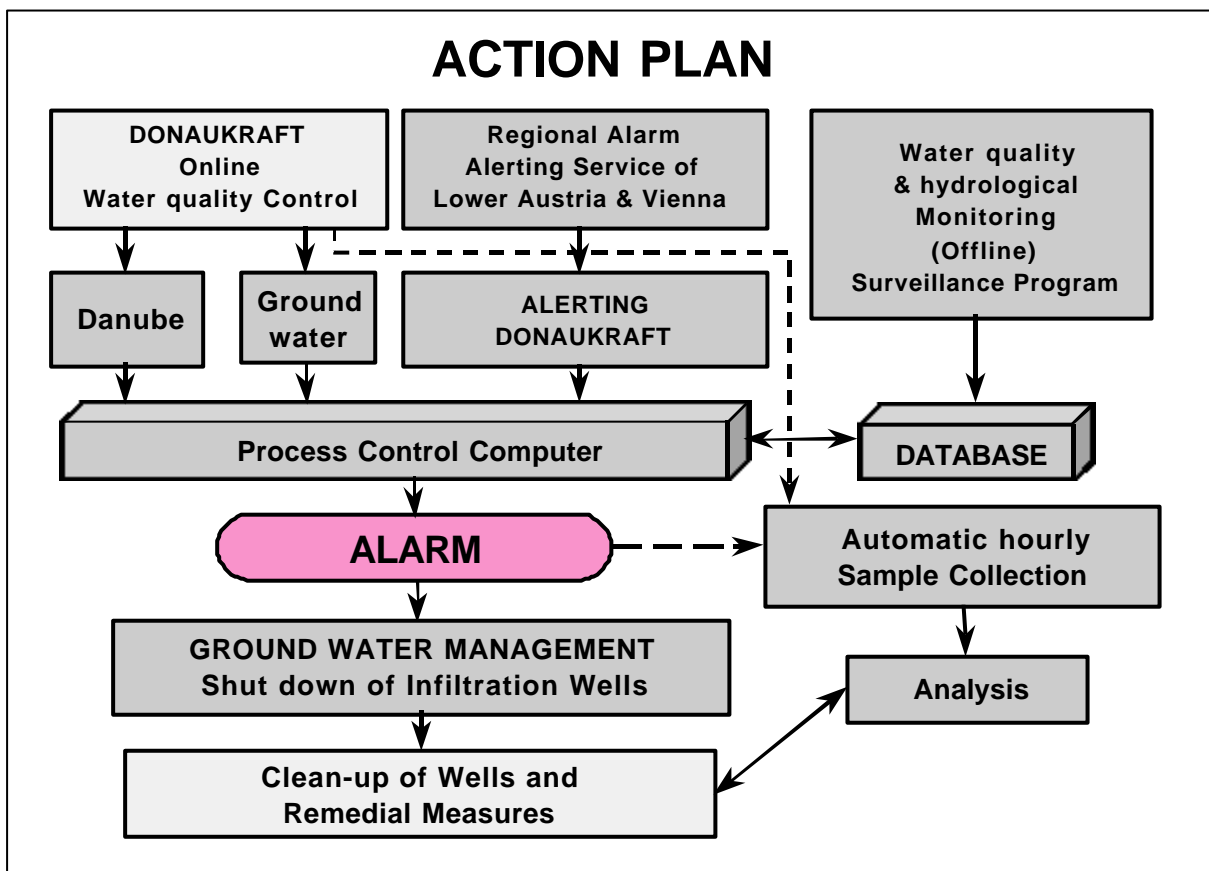 ACTION PLAN
DONAUKRAFT
Online
Water quality Control
Regional Alarm
Alerting Service of
Lower Austria & Vienna
Water quality
& hydrological
Monitoring
(Offline)
Surveillance Program
Danube
Ground
water
ALERTING
DONAUKRAFT
Process Control Computer
DATABASE
ALARM
Automatic hourly
Sample Collection
GROUND WATER MANAGEMENT
Shut down of Infiltration Wells
Analysis
Clean-up of Wells and
Remedial Measures